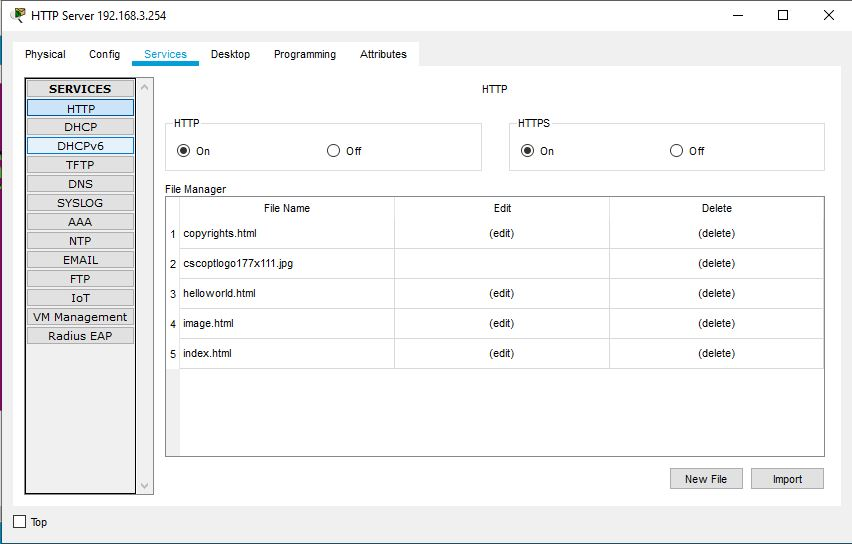 HTTP Server 192.168.3.254
Physical Config Services Desktop Programming Attributes
SERVICES
HTTP
DHCP
DHCPv6
TFTP
DNS
SYSLOG
AAA
NTP
EMAIL
FTP
IoT
VM Management
Radius EAP
HTTP
HTTP
On Off
HTTPS
On Off
File Manager
File Name Edit Delete
1 copyrights.html (edit) (delete)
2 cscoptlogo177x111.jpg (delete)
3 helloworld.html (edit) (delete)
4 image.html (edit) (delete)
5 index.html (edit) (delete)
New File Import
Top